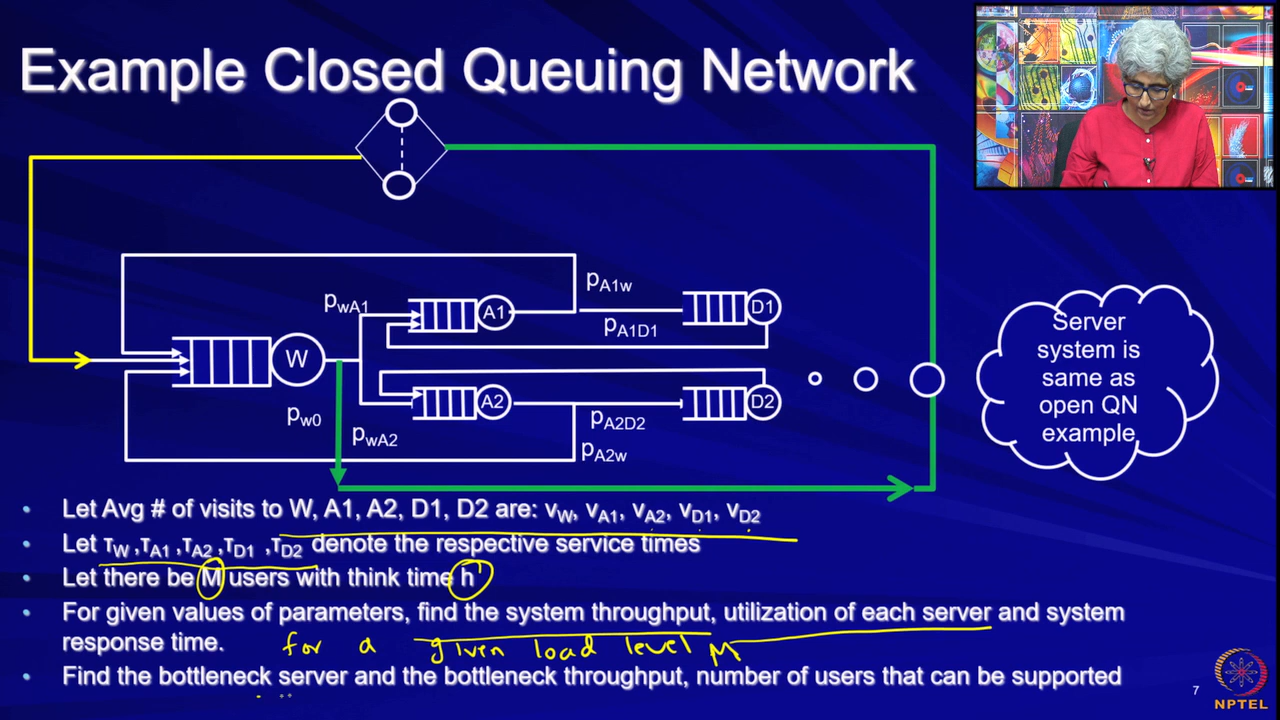 Example Closed Queuing Network
pA1w
pwA1
A1
D1
pA1D1
W
A2
D2
pw0
pwA2
pA2D2
pA2w
Server
system is
same as
open QN
example
• Let Avg # of visits to W, A1, A2, D1, D2 are: vW, vA1, vA2, vD1, vD2
• Let τW ,τA1 ,τA2 ,τD1 ,τD2 denote the respective service times
• Let there be M users with think time h
• For given values of parameters, find the system throughput, utilization of each server and system
response time.
for a given load level M
• Find the bottleneck server and the bottleneck throughput, number of users that can be supported
7
NPTEL